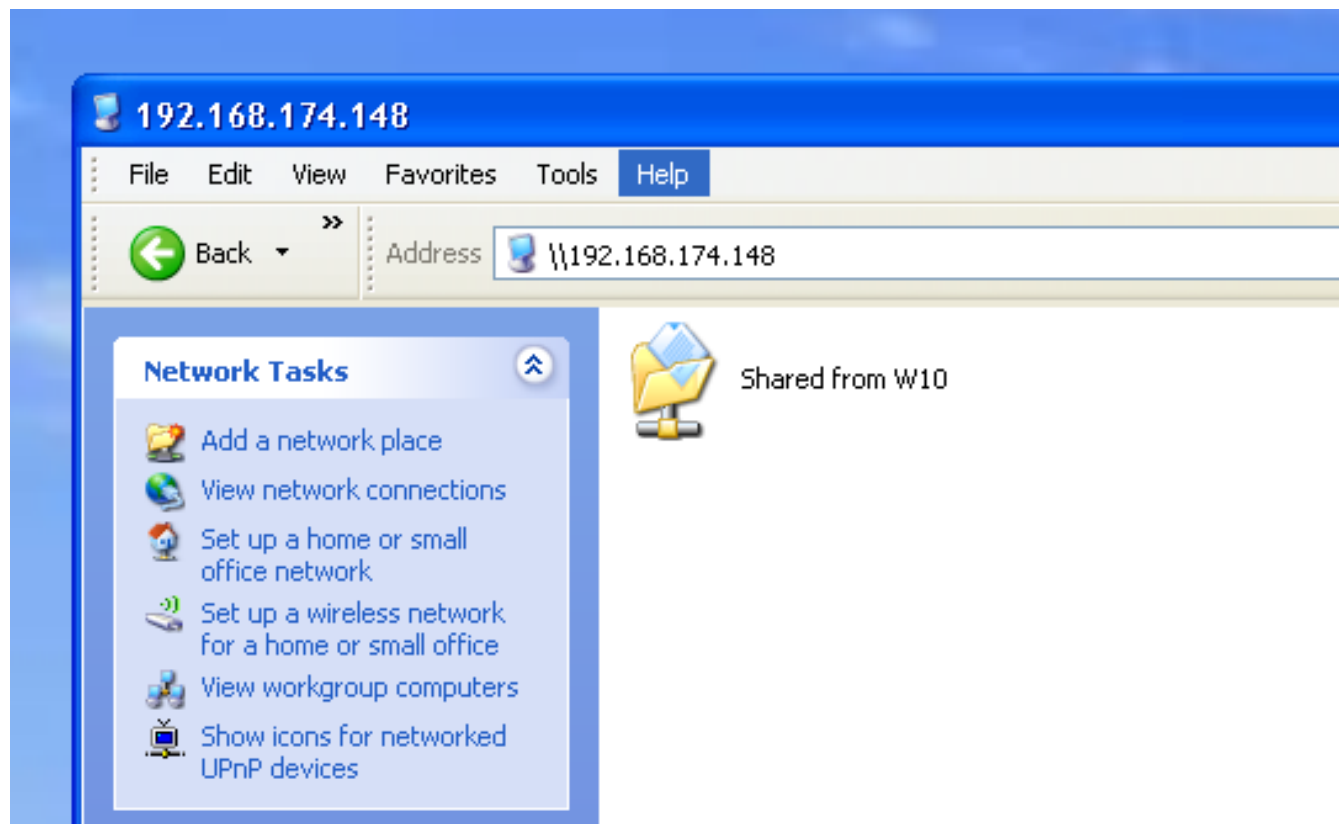 192.168.174.148
File Edit View Favorites Tools Help
Back » Address \\192.168.174.148
Network Tasks
Shared from W10
Add a network place
View network connections
Set up a home or small
office network
Set up a wireless network
for a home or small office
View workgroup computers
Show icons for networked
UPnP devices